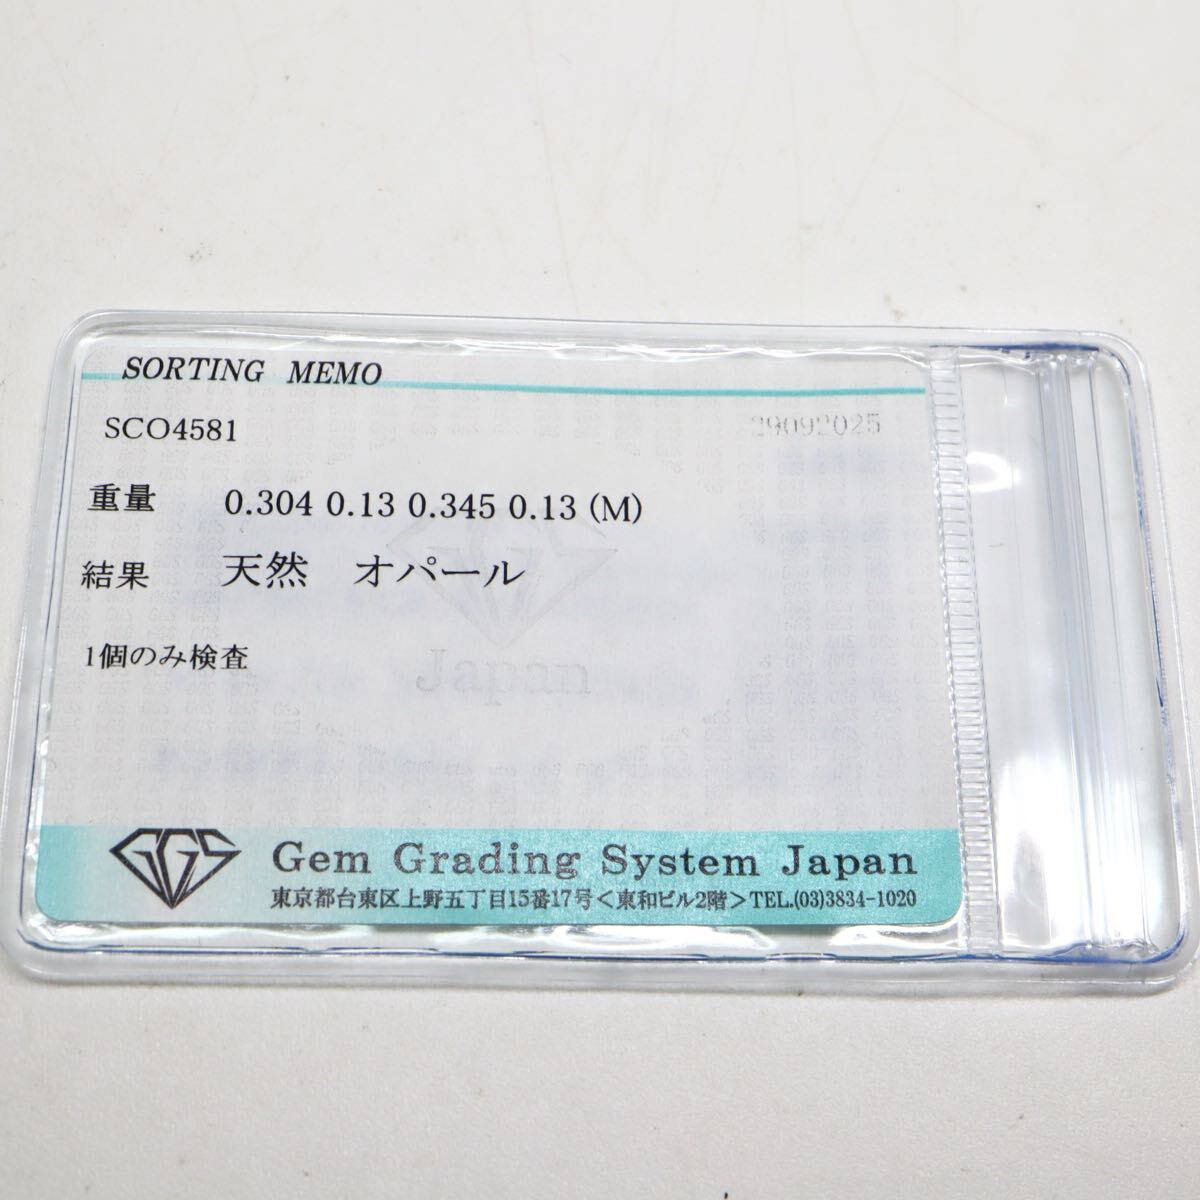 SORTING MEMO
SCO4581
29092025
重量 0.304 0.13 0.345 0.13 (M)
結果 天然 オパール
1個のみ検査
Japan
GGS
Gem Grading System Japan
東京都台東区上野五丁目15番17号<東和ビル2階>TEL.(03)3834-1020